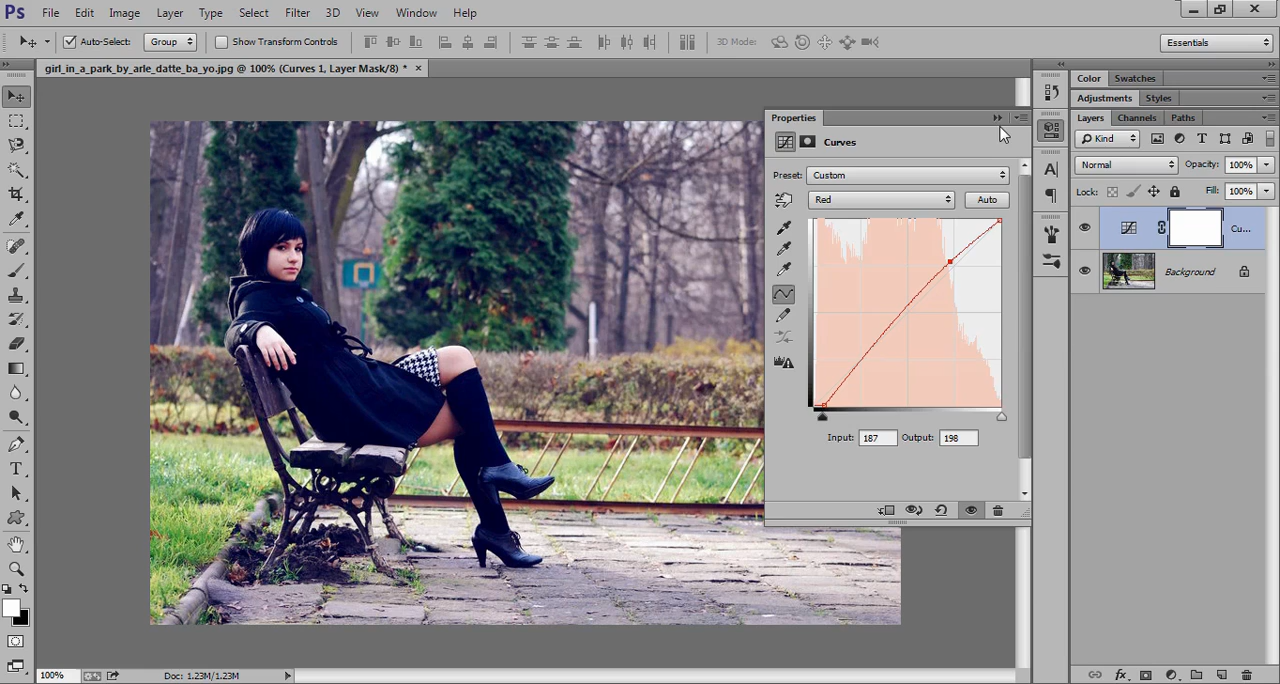 Ps File Edit Image Layer Type Select Filter 3D View Window Help
Auto-Select: Group Show Transform Controls 3D Mode: Essentials
girl_in_a_park_by_arle_datte_ba_yo.jpg @ 100% (Curves 1, Layer Mask/8) * ×
Color Swatches
Adjustments Styles
Properties
Layers Channels Paths
Kind T
Curves
Normal Opacity: 100%
Preset: Custom
Lock: Fill: 100%
Red Auto
Cu...
Background
Input: 187 Output: 198
fx
100% Doc: 1.23M/1.23M